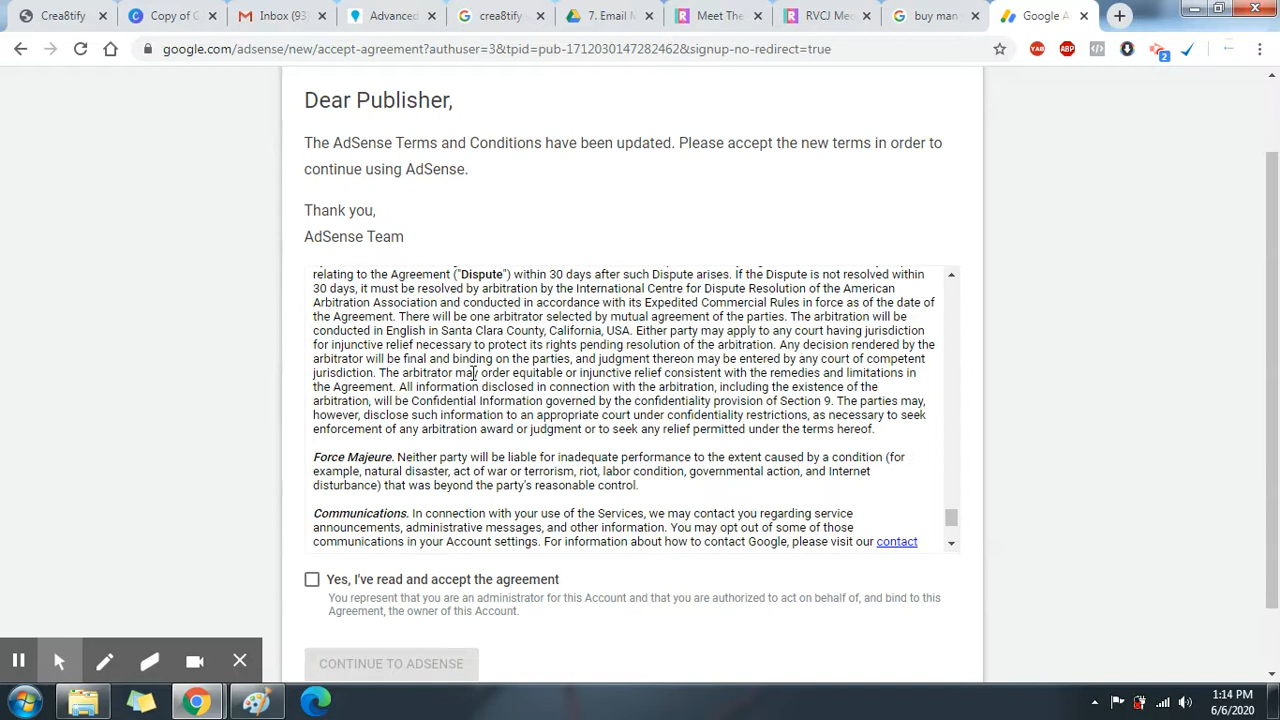 Crea8tify
Copy of C
Inbox (93)
Advanced
crea8tify
7. Email M
Meet The
RVCJ Me
buy man
Google A
google.com/adsense/new/accept-agreement?authuser=3&tpid=pub-1712030147282462&signup-no-redirect=true
YAB
ABP
2
Dear Publisher,
The AdSense Terms and Conditions have been updated. Please accept the new terms in order to
continue using AdSense.
Thank you,
AdSense Team
relating to the Agreement ("Dispute") within 30 days after such Dispute arises. If the Dispute is not resolved within
30 days, it must be resolved by arbitration by the International Centre for Dispute Resolution of the American
Arbitration Association and conducted in accordance with its Expedited Commercial Rules in force as of the date of
the Agreement. There will be one arbitrator selected by mutual agreement of the parties. The arbitration will be
conducted in English in Santa Clara County, California, USA. Either party may apply to any court having jurisdiction
for injunctive relief necessary to protect its rights pending resolution of the arbitration. Any decision rendered by the
arbitrator will be final and binding on the parties, and judgment thereon may be entered by any court of competent
jurisdiction. The arbitrator may order equitable or injunctive relief consistent with the remedies and limitations in
the Agreement. All information disclosed in connection with the arbitration, including the existence of the
arbitration, will be Confidential Information governed by the confidentiality provision of Section 9. The parties may,
however, disclose such information to an appropriate court under confidentiality restrictions, as necessary to seek
enforcement of any arbitration award or judgment or to seek any relief permitted under the terms hereof.
Force Majeure. Neither party will be liable for inadequate performance to the extent caused by a condition (for
example, natural disaster, act of war or terrorism, riot, labor condition, governmental action, and Internet
disturbance) that was beyond the party's reasonable control.
Communications. In connection with your use of the Services, we may contact you regarding service
announcements, administrative messages, and other information. You may opt out of some of those
communications in your Account settings. For information about how to contact Google, please visit our contact
Yes, I've read and accept the agreement
You represent that you are an administrator for this Account and that you are authorized to act on behalf of, and bind to this
Agreement, the owner of this Account.
CONTINUE TO ADSENSE
1:14 PM
6/6/2020